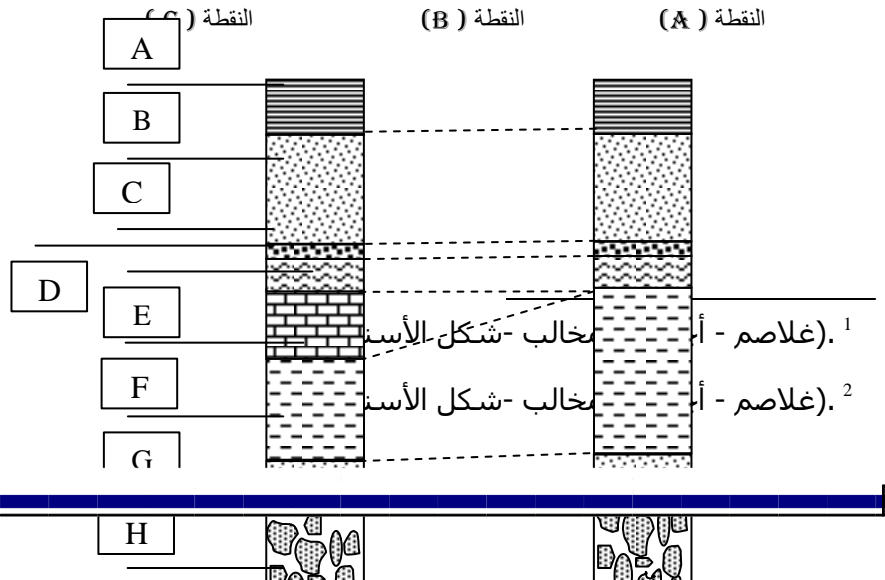 النقطة ( A)
النقطة ( B)
النقطة (
A
B
C
D
E
F
G
H
1 .(غلاصم - أ مخالب -شكل الأسن
2 .(غلاصم - أ مخالب -شكل الأسن